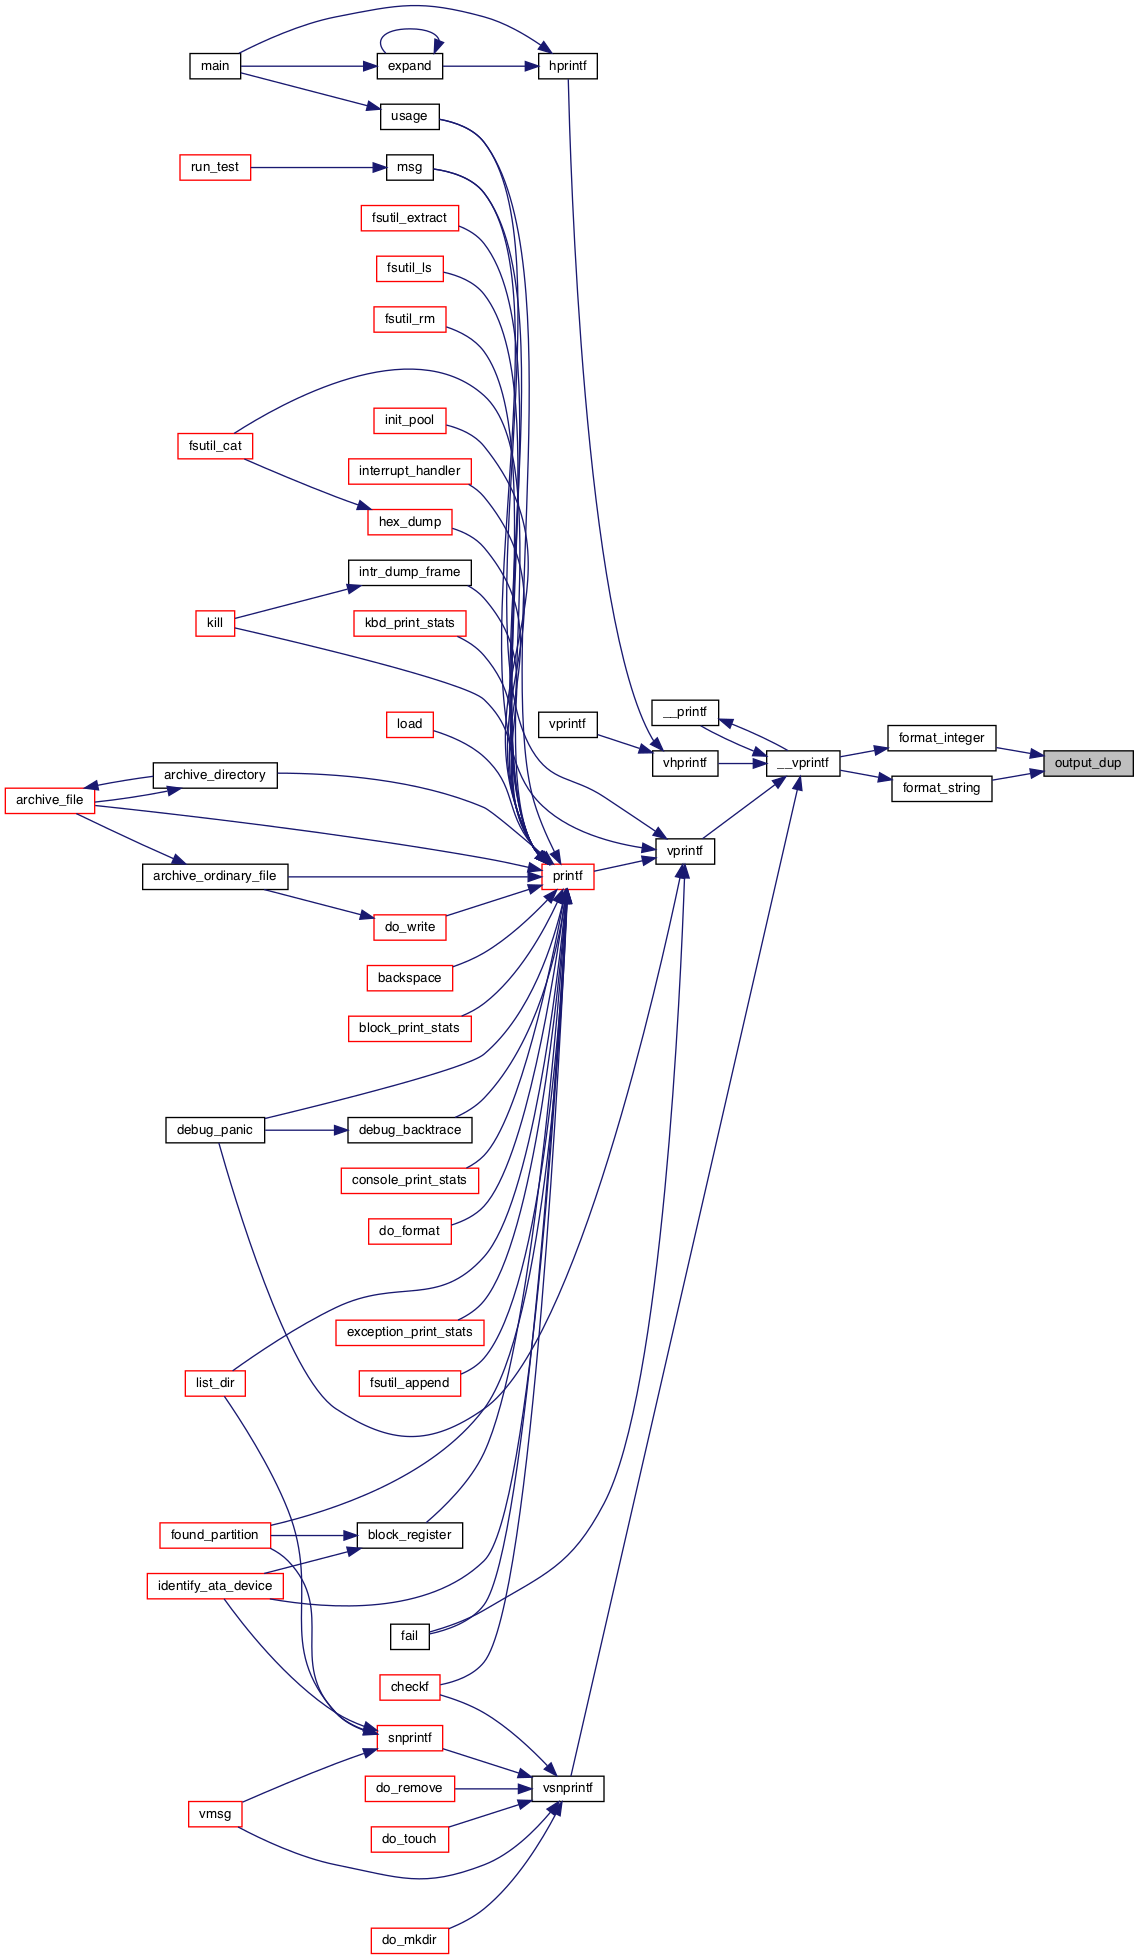 main
expand
hprintf
usage
run_test
msg
fsutil_extract
fsutil_ls
fsutil_rm
init_pool
fsutil_cat
interrupt_handler
hex_dump
intr_dump_frame
kill
kbd_print_stats
load
vprintf
__printf
format_integer
vhprintf
__vprintf
output_dup
archive_directory
format_string
archive_file
vprintf
archive_ordinary_file
printf
do_write
backspace
block_print_stats
debug_panic
debug_backtrace
console_print_stats
do_format
exception_print_stats
list_dir
fsutil_append
found_partition
block_register
identify_ata_device
fail
checkf
snprintf
do_remove
vsnprintf
vmsg
do_touch
do_mkdir